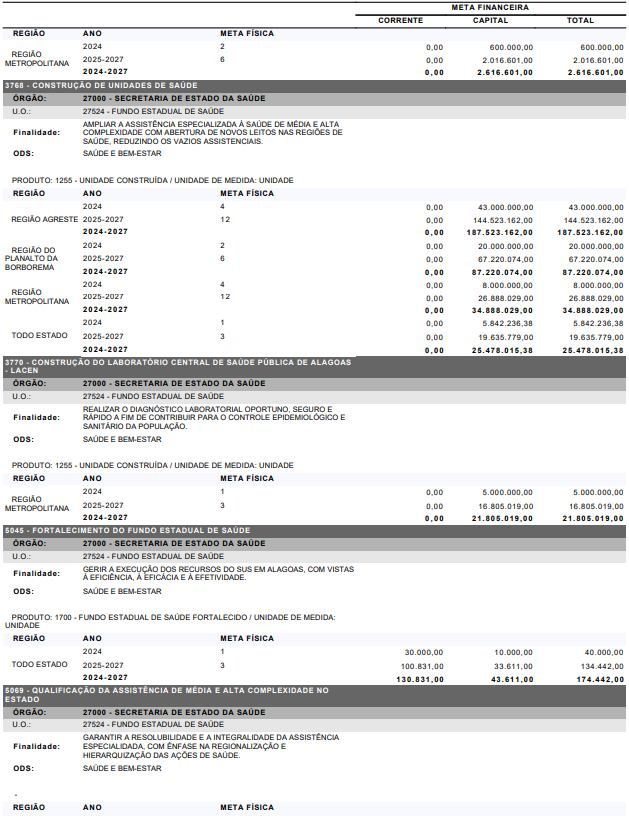 META FINANCEIRA
CORRENTE CAPITAL TOTAL
REGIÃO ANO META FÍSICA
REGIÃO METROPOLITANA
2024 2 0,00 600.000,00 600.000,00
2025-2027 6 0,00 2.016.601,00 2.016.601,00
2024-2027 0,00 2.616.601,00 2.616.601,00
3768 - CONSTRUÇÃO DE UNIDADES DE SAÚDE
ÓRGÃO: 27000 - SECRETARIA DE ESTADO DA SAÚDE
U.O.: 27524 - FUNDO ESTADUAL DE SAÚDE
Finalidade: AMPLIAR A ASSISTÊNCIA ESPECIALIZADA À SAÚDE DE MÉDIA E ALTA
COMPLEXIDADE COM ABERTURA DE NOVOS LEITOS NAS REGIÕES DE
SAÚDE, REDUZINDO OS VAZIOS ASSISTENCIAIS.
ODS: SAÚDE E BEM-ESTAR
PRODUTO: 1255 - UNIDADE CONSTRUÍDA / UNIDADE DE MEDIDA: UNIDADE
REGIÃO ANO META FÍSICA
2024 4 0,00 43.000.000,00 43.000.000,00
REGIÃO AGRESTE 2025-2027 12 0,00 144.523.162,00 144.523.162,00
2024-2027 0,00 187.523.162,00 187.523.162,00
REGIÃO DO
PLANALTO DA
BORBOREMA
2024 2 0,00 20.000.000,00 20.000.000,00
2025-2027 6 0,00 67.220.074,00 67.220.074,00
2024-2027 0,00 87.220.074,00 87.220.074,00
REGIÃO
METROPOLITANA
2024 4 0,00 8.000.000,00 8.000.000,00
2025-2027 12 0,00 26.888.029,00 26.888.029,00
2024-2027 0,00 34.888.029,00 34.888.029,00
2024 1 0,00 5.842.236,38 5.842.236,38
TODO ESTADO 2025-2027 3 0,00 19.635.779,00 19.635.779,00
2024-2027 0,00 25.478.015,38 25.478.015,38
3770 - CONSTRUÇÃO DO LABORATÓRIO CENTRAL DE SAÚDE PÚBLICA DE ALAGOAS
- LACEN
ÓRGÃO: 27000 - SECRETARIA DE ESTADO DA SAÚDE
U.O.: 27524 - FUNDO ESTADUAL DE SAÚDE
Finalidade: REALIZAR O DIAGNÓSTICO LABORATORIAL OPORTUNO, SEGURO E
RÁPIDO A FIM DE CONTRIBUIR PARA O CONTROLE EPIDEMIOLÓGICO E
SANITÁRIO DA POPULAÇÃO.
ODS: SAÚDE E BEM-ESTAR
PRODUTO: 1255 - UNIDADE CONSTRUÍDA / UNIDADE DE MEDIDA: UNIDADE
REGIÃO ANO META FÍSICA
REGIÃO
METROPOLITANA
2024 1 0,00 5.000.000,00 5.000.000,00
2025-2027 3 0,00 16.805.019,00 16.805.019,00
2024-2027 0,00 21.805.019,00 21.805.019,00
5045 - FORTALECIMENTO DO FUNDO ESTADUAL DE SAÚDE
ÓRGÃO: 27000 - SECRETARIA DE ESTADO DA SAÚDE
U.O.: 27524 - FUNDO ESTADUAL DE SAÚDE
Finalidade: GERIR A EXECUÇÃO DOS RECURSOS DO SUS EM ALAGOAS, COM VISTAS
À EFICIÊNCIA, À EFICÁCIA E À EFETIVIDADE.
ODS: SAÚDE E BEM-ESTAR
PRODUTO: 1700 - FUNDO ESTADUAL DE SAÚDE FORTALECIDO / UNIDADE DE MEDIDA:
UNIDADE
REGIÃO ANO META FÍSICA
2024 1 30.000,00 10.000,00 40.000,00
TODO ESTADO 2025-2027 3 100.831,00 33.611,00 134.442,00
2024-2027 130.831,00 43.611,00 174.442,00
5069 - QUALIFICAÇÃO DA ASSISTÊNCIA DE MÉDIA E ALTA COMPLEXIDADE NO
ESTADO
ÓRGÃO: 27000 - SECRETARIA DE ESTADO DA SAÚDE
U.O.: 27524 - FUNDO ESTADUAL DE SAÚDE
Finalidade: GARANTIR A RESOLUBILIDADE E A INTEGRALIDADE DA ASSISTÊNCIA
ESPECIALIDADA, COM ÊNFASE NA REGIONALIZAÇÃO E
HIERARQUIZAÇÃO DAS AÇÕES DE SAÚDE.
ODS: SAÚDE E BEM-ESTAR
-
REGIÃO ANO META FÍSICA